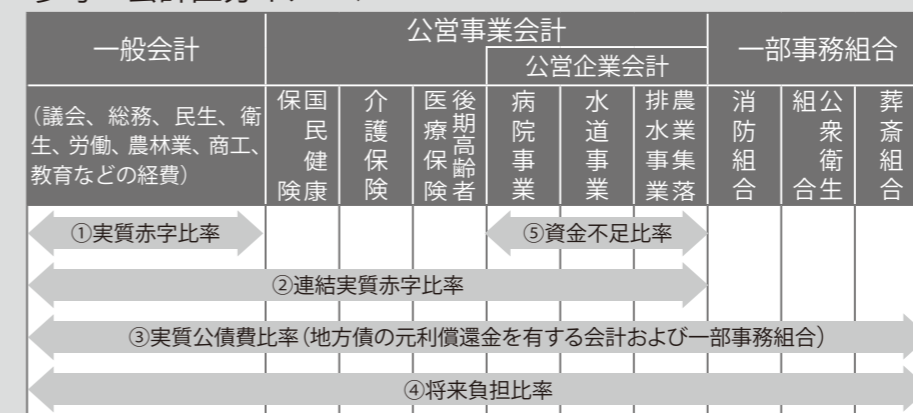 一般会計
公営事業会計
一部事務組合
公営企業会計
（議会、総務、民生、衛
生、労働、農林業、商工、
教育などの経費）
国民健康
保険
介護保険
後期高齢者
医療保険
病院事業
水道事業
農業集落
排水事業
消防組合
公衆衛生
組合
葬斎組合
①実質赤字比率
⑤資金不足比率
②連結実質赤字比率
③実質公債費比率（地方債の元利償還金を有する会計および一部事務組合）
④将来負担比率